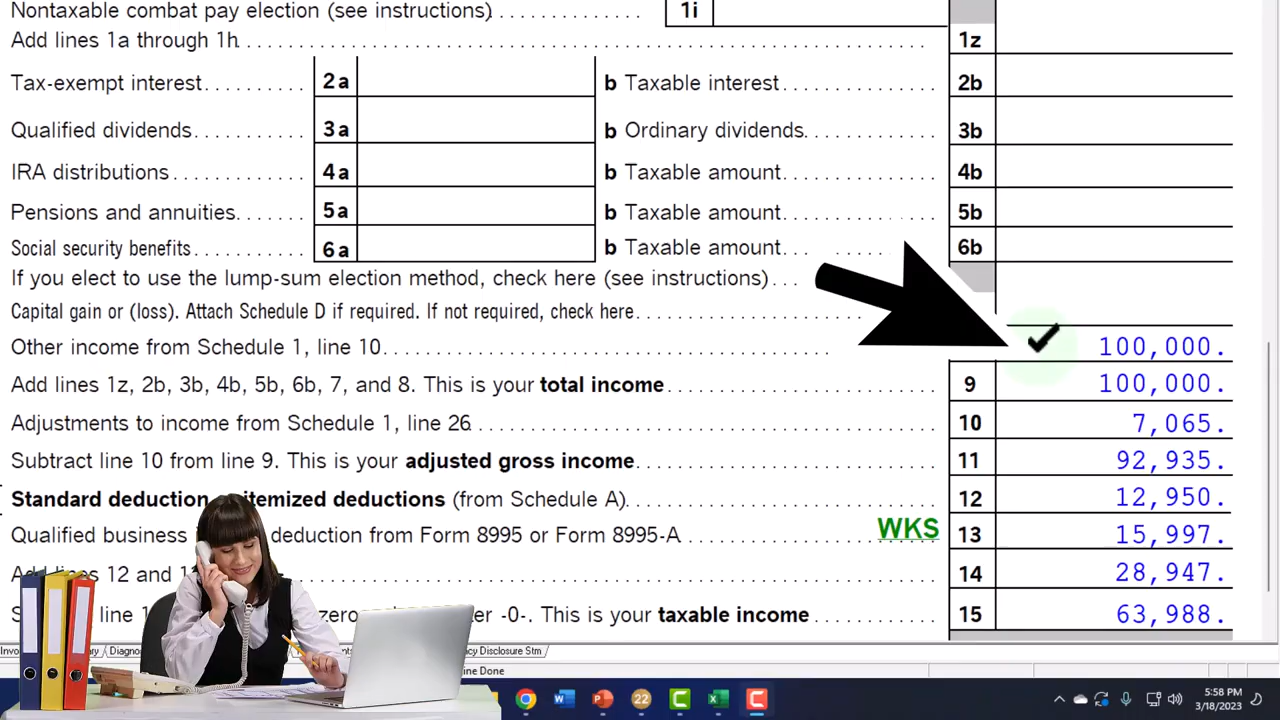 Nontaxable combat pay election (see instructions) 1i
Add lines 1a through 1h 1z
Tax-exempt interest 2a b Taxable interest 2b
Qualified dividends 3a b Ordinary dividends 3b
IRA distributions 4a b Taxable amount 4b
Pensions and annuities 5a b Taxable amount 5b
Social security benefits 6a b Taxable amount 6b
If you elect to use the lump-sum election method, check here (see instructions)
Capital gain or (loss). Attach Schedule D if required. If not required, check here
Other income from Schedule 1, line 10 100,000.
Add lines 1z, 2b, 3b, 4b, 5b, 6b, 7, and 8. This is your total income 9 100,000.
Adjustments to income from Schedule 1, line 26 10 7,065.
Subtract line 10 from line 9. This is your adjusted gross income 11 92,935.
Standard deduction itemized deductions (from Schedule A) 12 12,950.
Qualified business deduction from Form 8995 or Form 8995-A WKS 13 15,997.
Add lines 12 and 14 28,947.
line -0-. This is your taxable income 15 63,988.
Disclosure Stm
Done
22
5:58 PM
3/18/2023